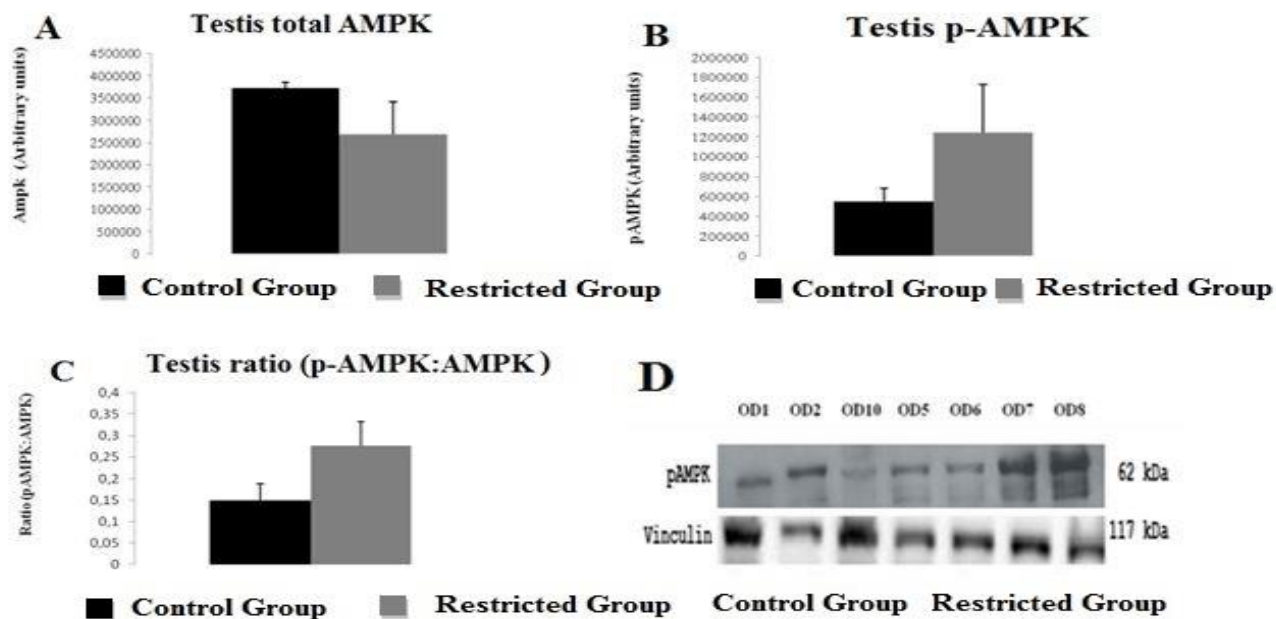 A Testis total AMPK
Ampk (Arbitrary units)
4500000
4000000
3500000
3000000
2500000
2000000
1500000
1000000
500000
0
Control Group Restricted Group
B Testis p-AMPK
pAMPK (Arbitrary units)
2000000
1800000
1600000
1400000
1200000
1000000
800000
600000
400000
200000
0
Control Group Restricted Group
C Testis ratio (p-AMPK:AMPK )
Ratio (pAMPK:AMPK)
0,4
0,35
0,3
0,25
0,2
0,15
0,1
0,05
0
Control Group Restricted Group
D
OD1 OD2 OD10 OD5 OD6 OD7 OD8
pAMPK 62 kDa
Vinculin 117 kDa
Control Group Restricted Group